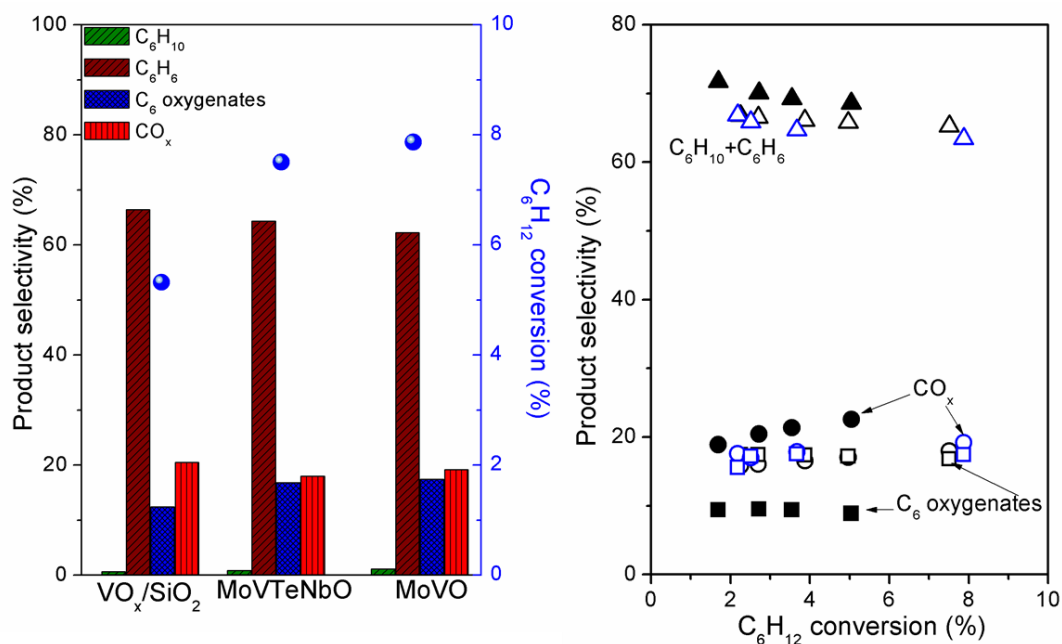 100
80
60
40
20
0
Product selectivity (%)
C₆H₁₀
C₆H₆
C₆ oxygenates
COₓ
VOₓ/SiO₂ MoVTeNbO MoVO
10
8
6
4
2
0
C₆H₁₂ conversion (%)
80
60
40
20
0
Product selectivity (%)
C₆H₁₀+C₆H₆
COₓ
C₆ oxygenates
0 2 4 6 8 10
C₆H₁₂ conversion (%)